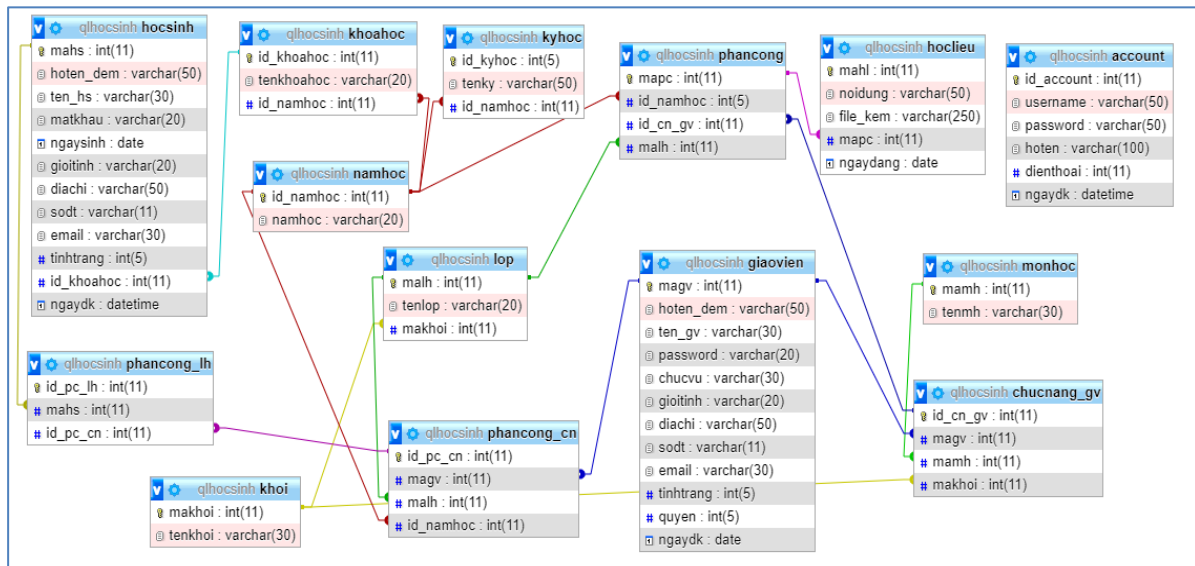 qlhocsinh hocsinh
mahs : int(11)
hoten_dem : varchar(50)
ten_hs : varchar(30)
matkhau : varchar(20)
ngaysinh : date
gioitinh : varchar(20)
diachi : varchar(50)
sodt : varchar(11)
email : varchar(30)
tinhtrang : int(5)
id_khoahoc : int(11)
ngaydk : datetime
qlhocsinh khoahoc
id_khoahoc : int(11)
tenkhoahoc : varchar(20)
id_namhoc : int(11)
qlhocsinh kyhoc
id_kyhoc : int(5)
tenky : varchar(50)
id_namhoc : int(11)
qlhocsinh phancong
mapc : int(11)
id_namhoc : int(5)
id_cn_gv : int(11)
malh : int(11)
qlhocsinh hoclieu
mahl : int(11)
noidung : varchar(50)
file_kem : varchar(250)
mapc : int(11)
ngaydang : date
qlhocsinh account
id_account : int(11)
username : varchar(50)
password : varchar(50)
hoten : varchar(100)
dienthoai : int(11)
ngaydk : datetime
qlhocsinh namhoc
id_namhoc : int(11)
namhoc : varchar(20)
qlhocsinh lop
malh : int(11)
tenlop : varchar(20)
makhoi : int(11)
qlhocsinh giaovien
magv : int(11)
hoten_dem : varchar(50)
ten_gv : varchar(30)
password : varchar(20)
chucvu : varchar(30)
gioitinh : varchar(20)
diachi : varchar(50)
sodt : varchar(11)
email : varchar(30)
tinhtrang : int(5)
quyen : int(5)
ngaydk : date
qlhocsinh monhoc
mamh : int(11)
tenmh : varchar(30)
qlhocsinh phancong_lh
id_pc_lh : int(11)
mahs : int(11)
id_pc_cn : int(11)
qlhocsinh phancong_cn
id_pc_cn : int(11)
magv : int(11)
malh : int(11)
id_namhoc : int(11)
qlhocsinh chucnang_gv
id_cn_gv : int(11)
magv : int(11)
mamh : int(11)
makhoi : int(11)
qlhocsinh khoi
makhoi : int(11)
tenkhoi : varchar(30)